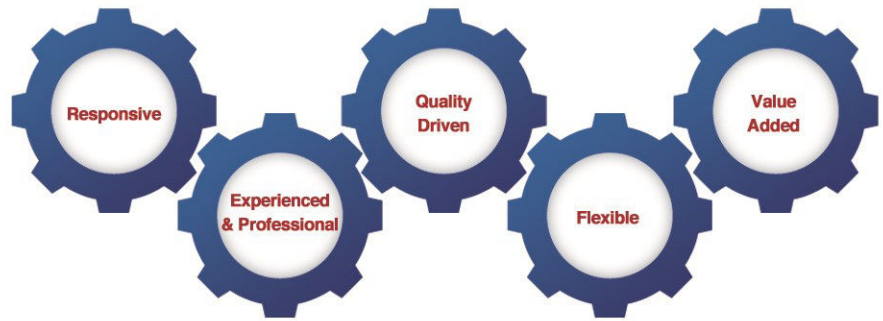 Responsive
Experienced
& Professional
Quality
Driven
Flexible
Value
Added